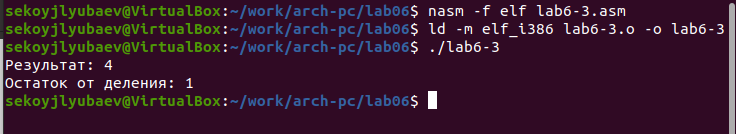 sekoyjlyubaev@VirtualBox:~/work/arch-pc/lab06$ nasm -f elf lab6-3.asm
sekoyjlyubaev@VirtualBox:~/work/arch-pc/lab06$ ld -m elf_i386 lab6-3.o -o lab6-3
sekoyjlyubaev@VirtualBox:~/work/arch-pc/lab06$ ./lab6-3
Результат: 4
Остаток от деления: 1
sekoyjlyubaev@VirtualBox:~/work/arch-pc/lab06$